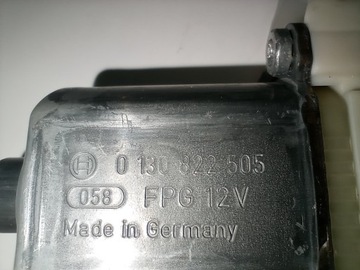 0 130 822 505
058 FPG 12V
Made in Germany